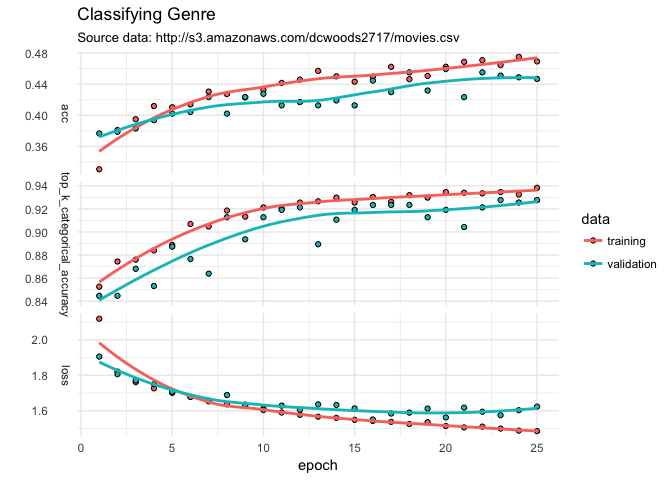 Classifying Genre
Source data: http://s3.amazonaws.com/dcwoods2717/movies.csv
0.48
0.44
0.40
0.36
acc
0.94
0.92
0.90
0.88
0.86
0.84
top_k_categorical_accuracy
2.0
1.8
1.6
loss
0
5
10
15
20
25
epoch
data
training
validation